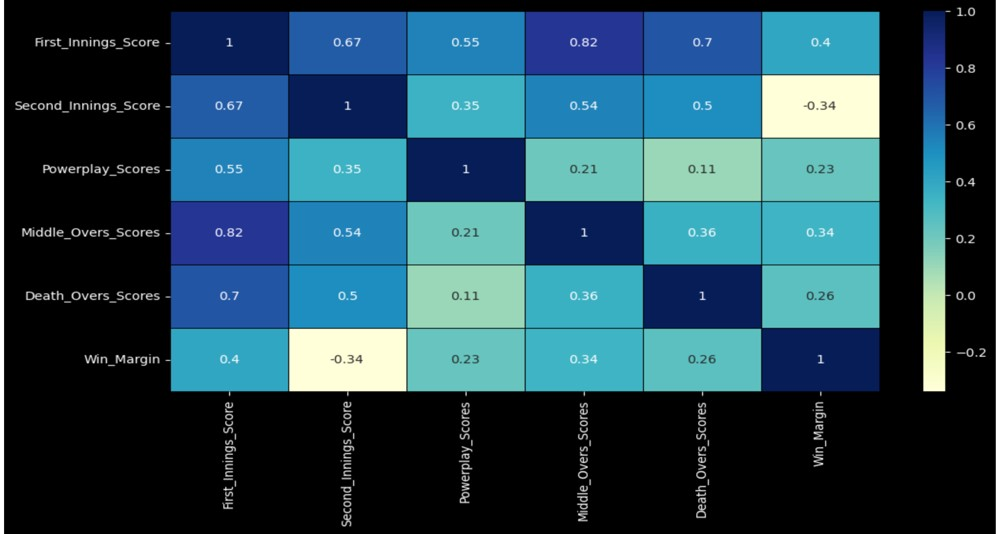 First_Innings_Score 1 0.67 0.55 0.82 0.7 0.4
Second_Innings_Score 0.67 1 0.35 0.54 0.5 -0.34
Powerplay_Scores 0.55 0.35 1 0.21 0.11 0.23
Middle_Overs_Scores 0.82 0.54 0.21 1 0.36 0.34
Death_Overs_Scores 0.7 0.5 0.11 0.36 1 0.26
Win_Margin 0.4 -0.34 0.23 0.34 0.26 1
First_Innings_Score
Second_Innings_Score
Powerplay_Scores
Middle_Overs_Scores
Death_Overs_Scores
Win_Margin
1.0
0.8
0.6
0.4
0.2
0.0
−0.2